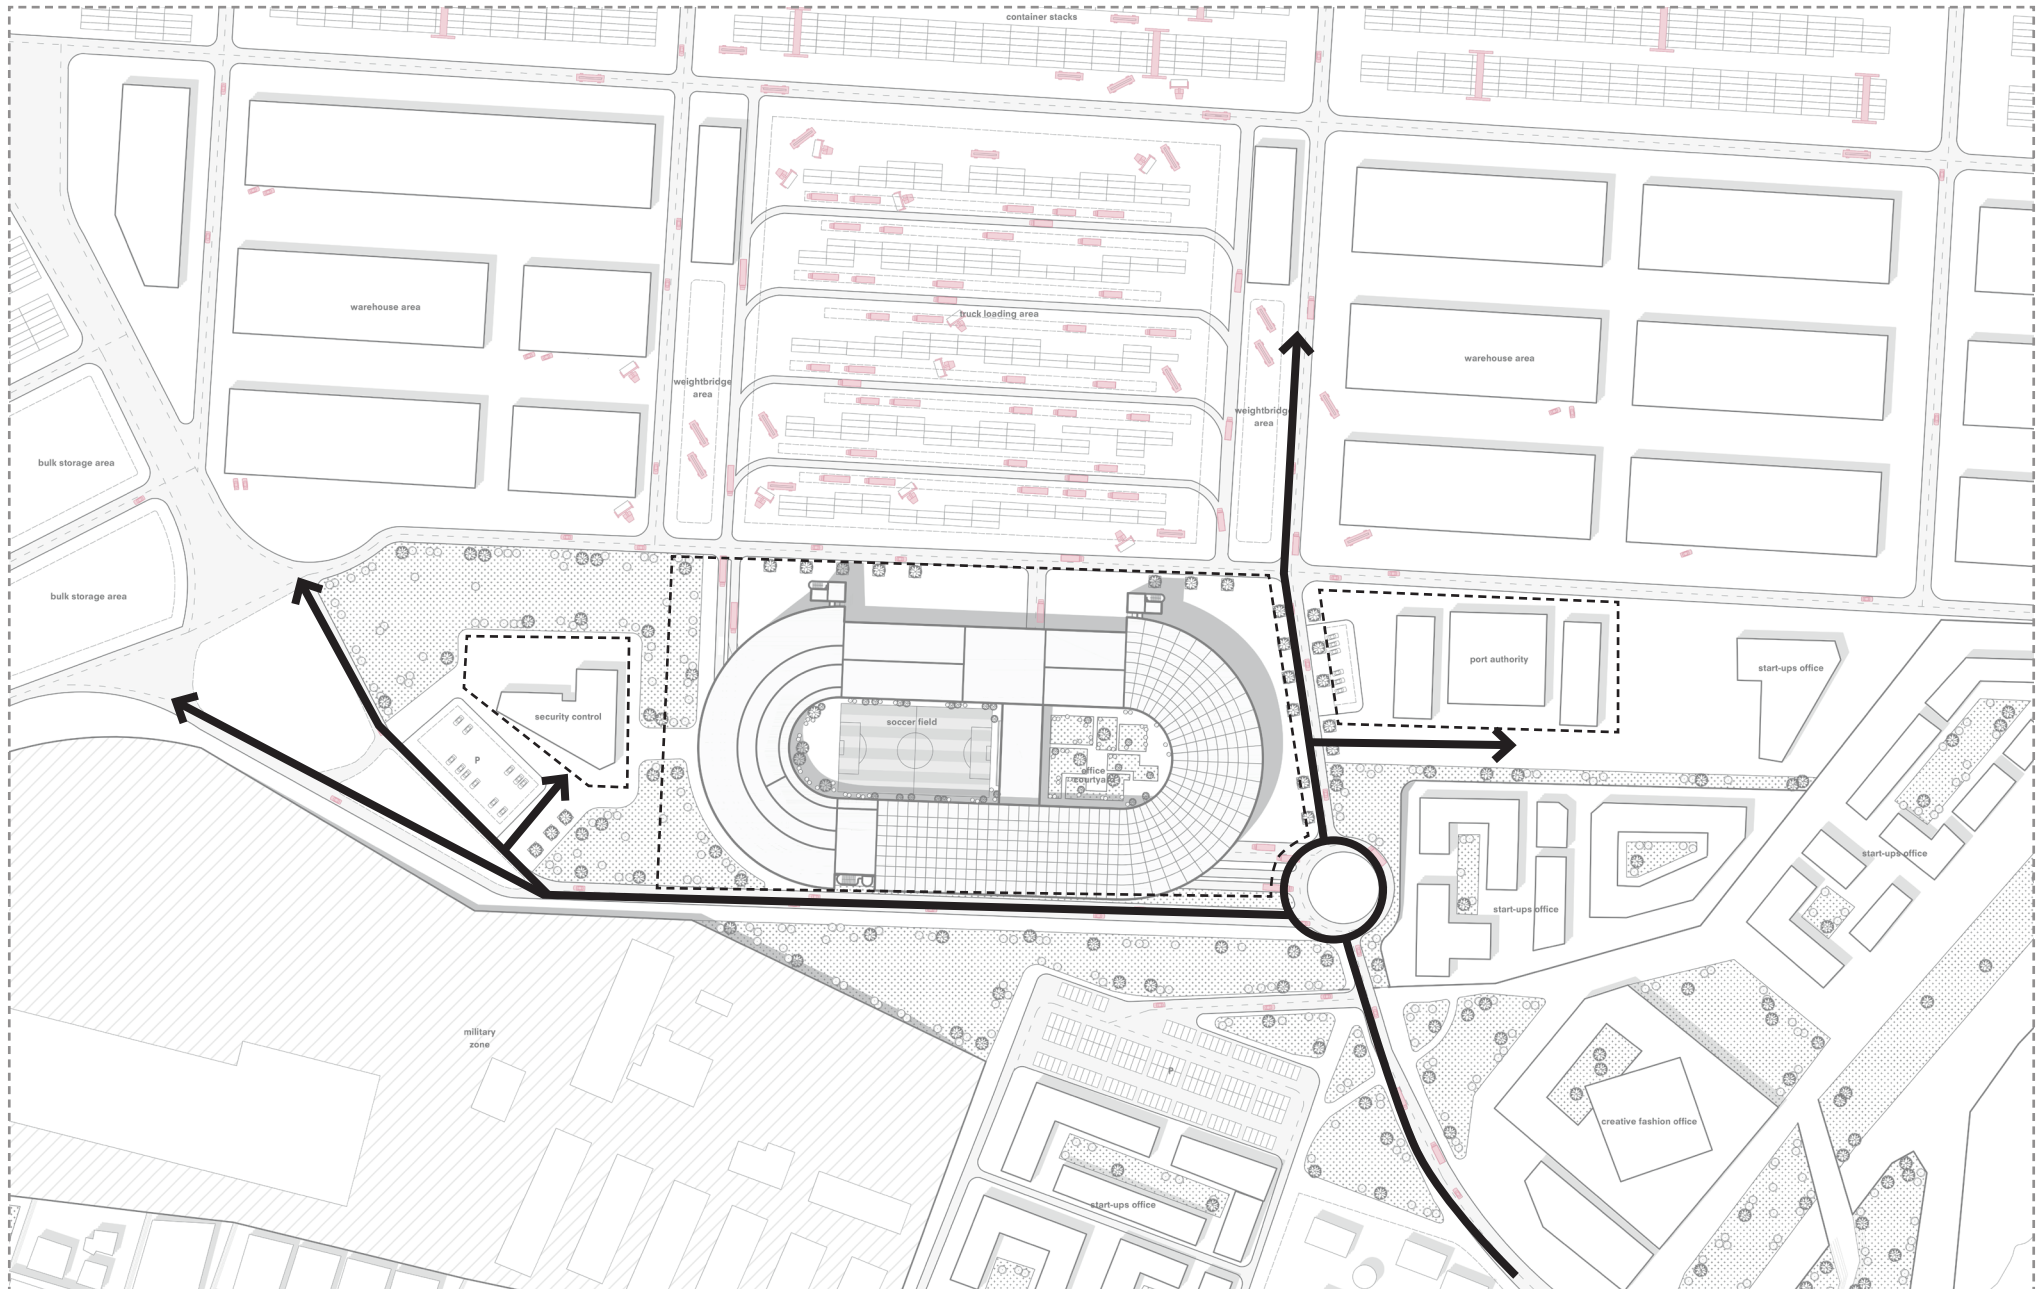 container stacks
warehouse area
truck loading area
warehouse area
weightbridge
area
weightbridge
area
bulk storage area
bulk storage area
port authority
start-ups office
security control
soccer field
P
office
courtyard
start-ups office
start-ups office
military
zone
P
creative fashion office
start-ups office